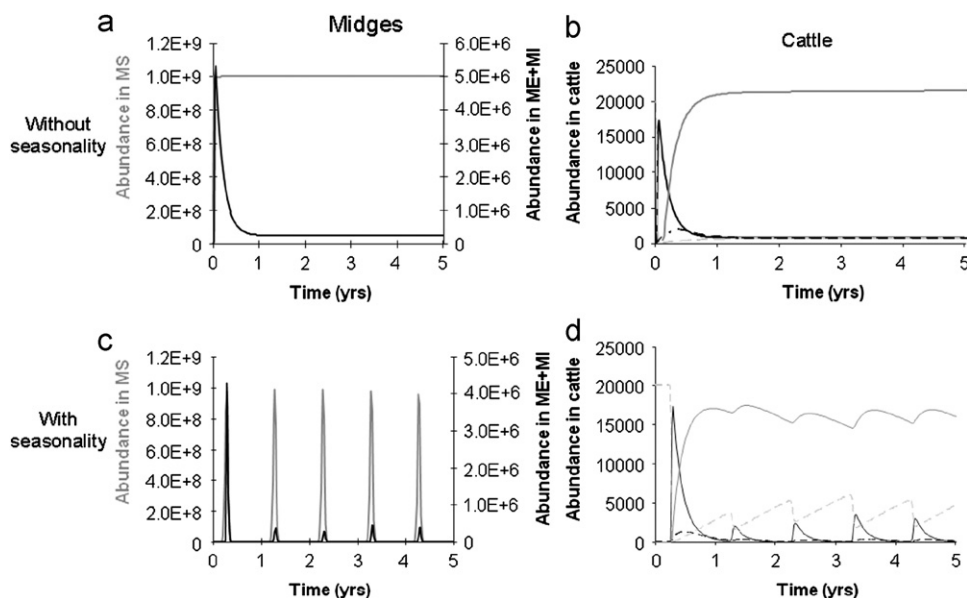 a
Midges
b
Cattle
Without
seasonality
Abundance in MS
1.2E+9
1.0E+9
8.0E+8
6.0E+8
4.0E+8
2.0E+8
0
6.0E+6
5.0E+6
4.0E+6
3.0E+6
2.0E+6
1.0E+6
0
Abundance in ME+MI
0 1 2 3 4 5
Time (yrs)
Abundance in cattle
25000
20000
15000
10000
5000
0
0 1 2 3 4 5
Time (yrs)
c
d
With
seasonality
Abundance in MS
1.2E+9
1.0E+9
8.0E+8
6.0E+8
4.0E+8
2.0E+8
0
5.0E+6
4.0E+6
3.0E+6
2.0E+6
1.0E+6
0
Abundance in ME+MI
0 1 2 3 4 5
Time (yrs)
Abundance in cattle
25000
20000
15000
10000
5000
0
0 1 2 3 4 5
Time (yrs)